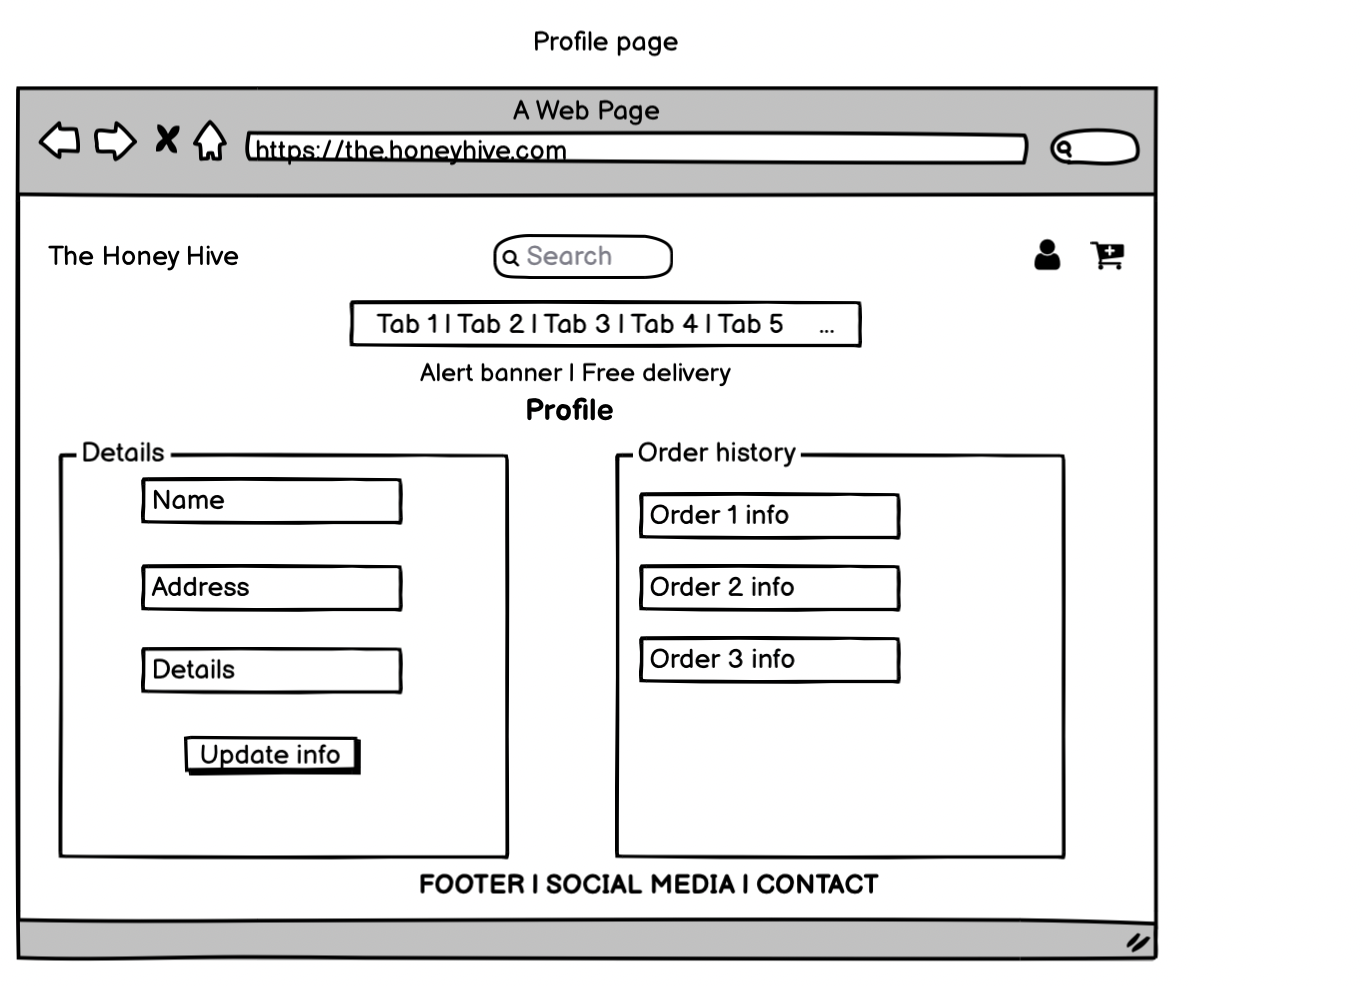 Profile page
A Web Page
https://the.honeyhive.com
The Honey Hive
Search
Tab 1 | Tab 2 | Tab 3 | Tab 4 | Tab 5 ...
Alert banner | Free delivery
Profile
Details
Name
Address
Details
Update info
Order history
Order 1 info
Order 2 info
Order 3 info
FOOTER | SOCIAL MEDIA | CONTACT